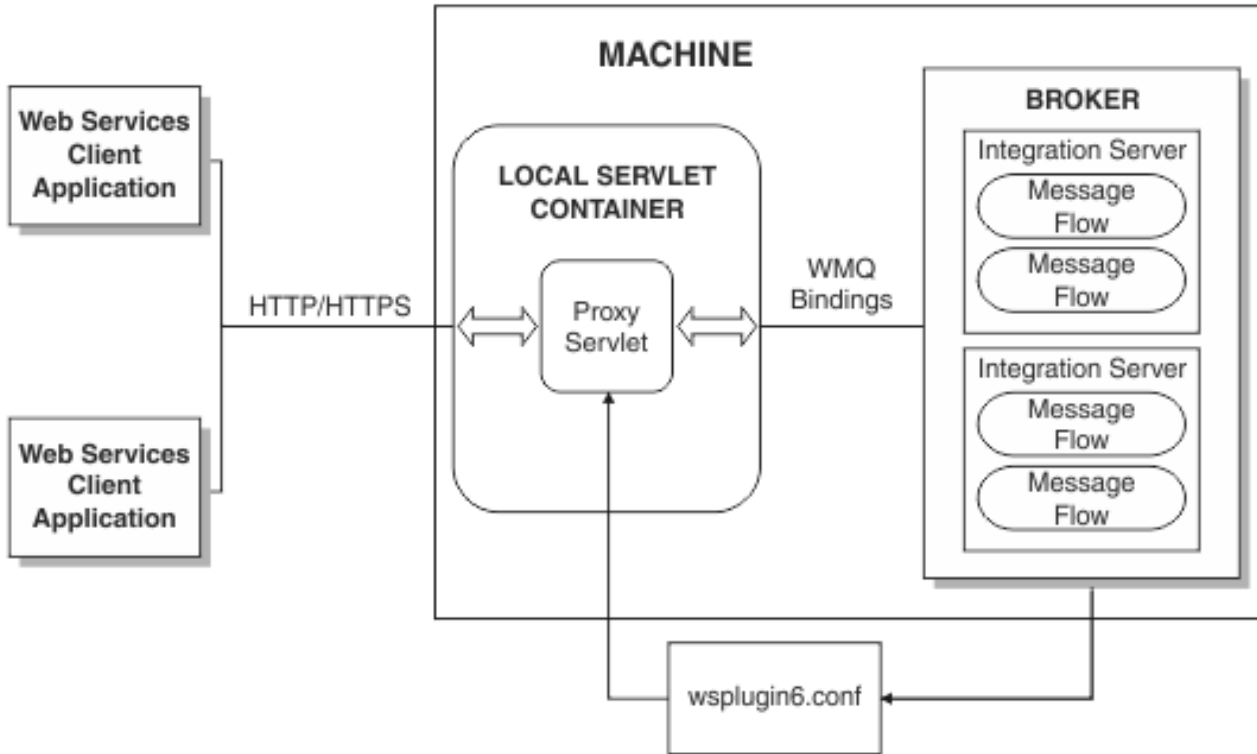 MACHINE
Web Services
Client
Application
Web Services
Client
Application
HTTP/HTTPS
LOCAL SERVLET
CONTAINER
Proxy
Servlet
WMQ
Bindings
BROKER
Integration Server
Message
Flow
Message
Flow
Integration Server
Message
Flow
Message
Flow
wsplugin6.conf